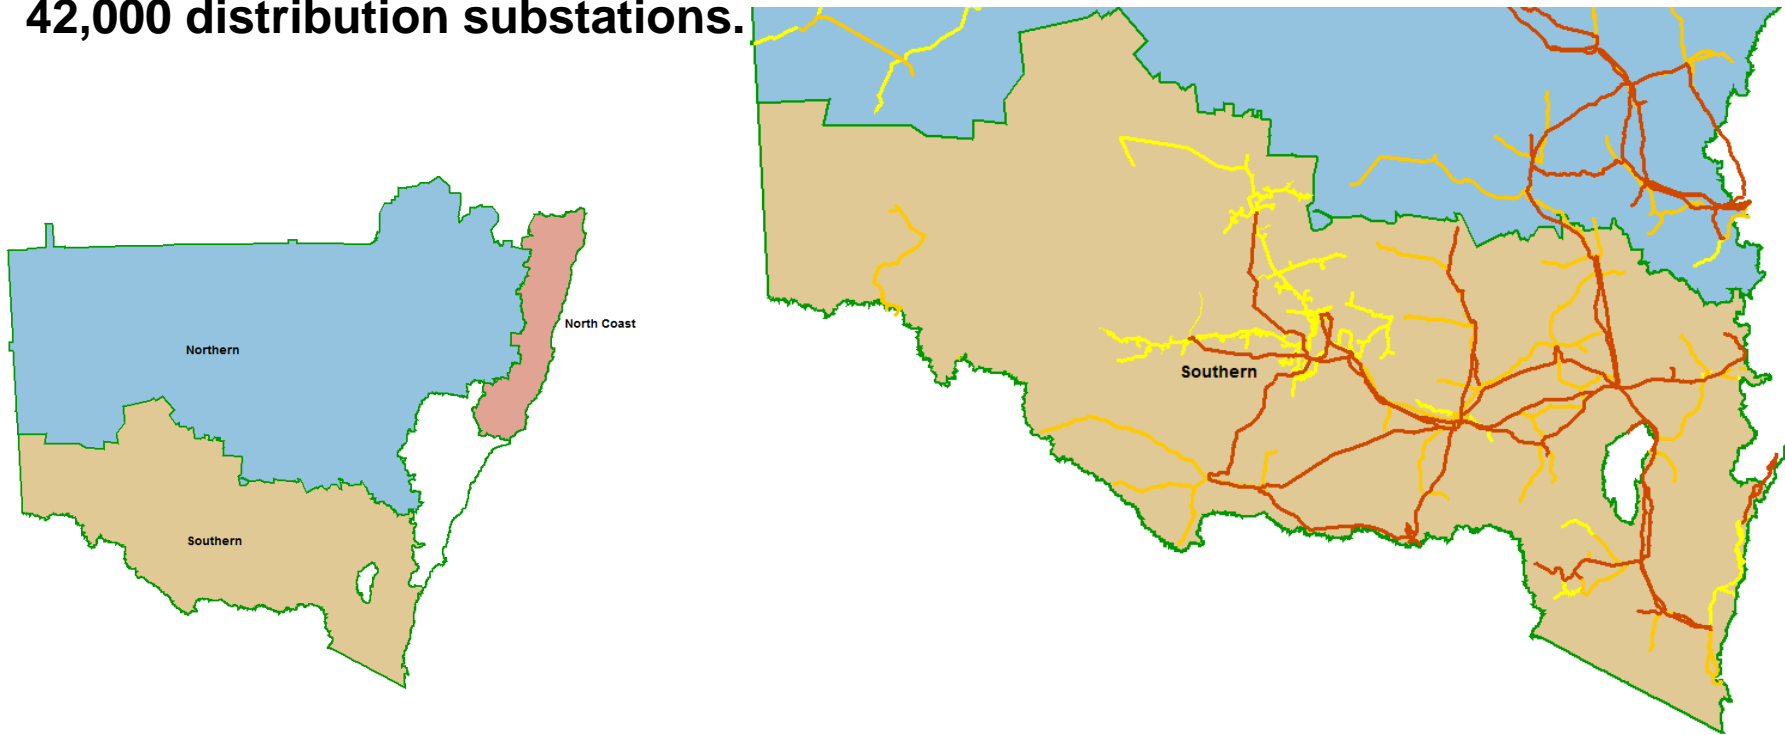 42,000 distribution substations.
North Coast
Northern
Southern
Southern